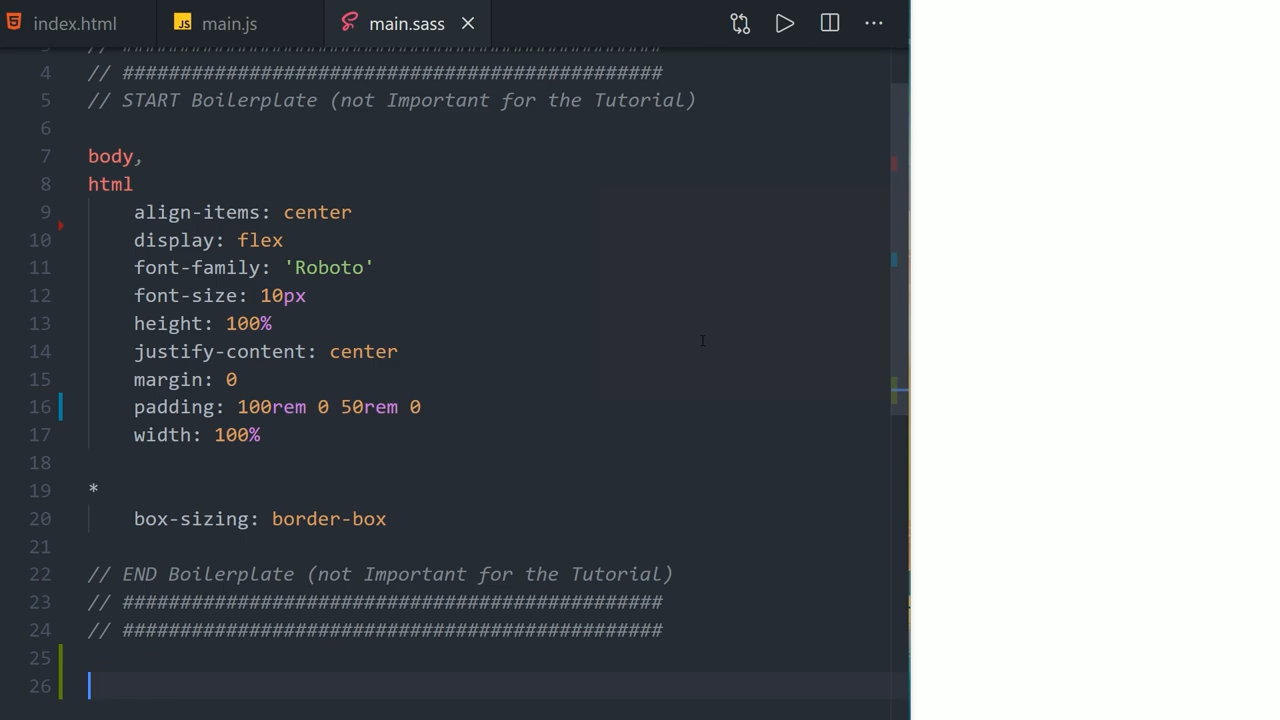 index.html
JS main.js
main.sass
3 // ###############################################
4 // ###############################################
5 // START Boilerplate (not Important for the Tutorial)
6
7 body,
8 html
9 align-items: center
10 display: flex
11 font-family: 'Roboto'
12 font-size: 10px
13 height: 100%
14 justify-content: center
15 margin: 0
16 padding: 100rem 0 50rem 0
17 width: 100%
18
19 *
20 box-sizing: border-box
21
22 // END Boilerplate (not Important for the Tutorial)
23 // ###############################################
24 // ###############################################
25
26